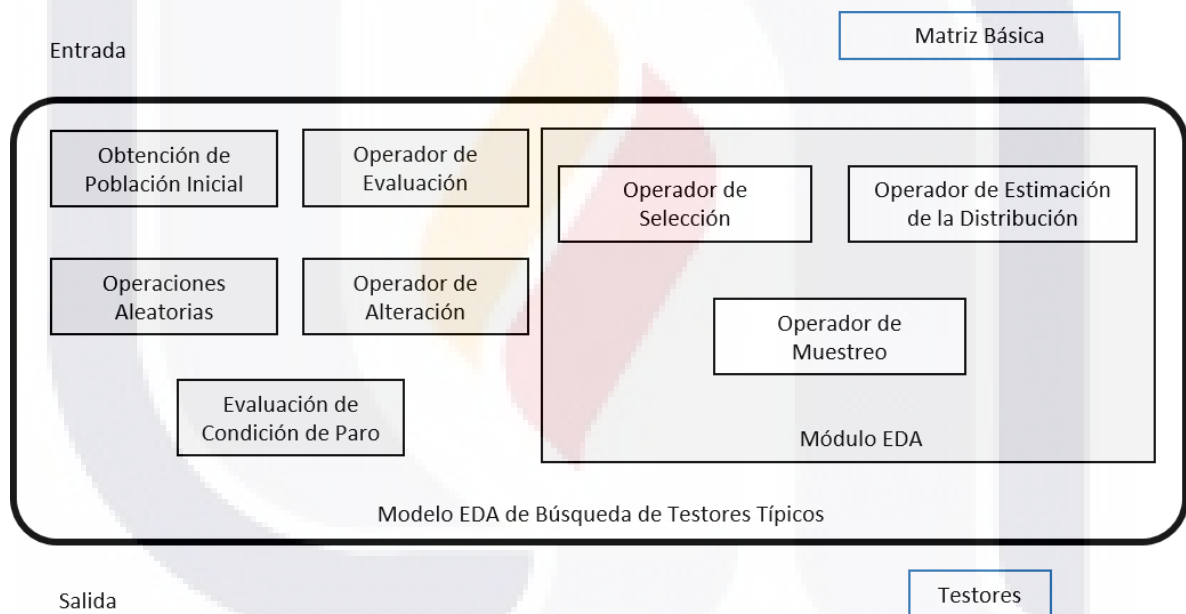 Entrada
Matriz Básica
Obtención de
Población Inicial
Operador de
Evaluación
Operador de
Selección
Operador de Estimación
de la Distribución
Operaciones
Aleatorias
Operador de
Alteración
Operador de
Muestreo
Evaluación de
Condición de Paro
Módulo EDA
Modelo EDA de Búsqueda de Testores Típicos
Salida
Testores